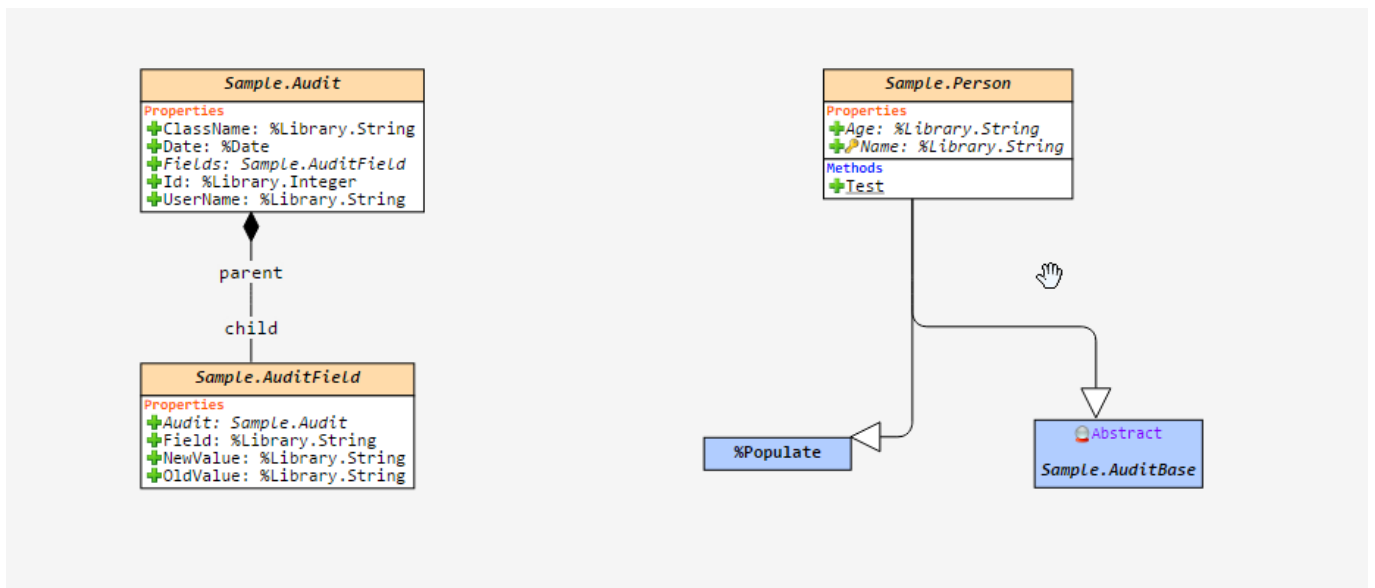 Sample.Audit
Properties
ClassName: %Library.String
Date: %Date
Fields: Sample.AuditField
Id: %Library.Integer
UserName: %Library.String
parent
child
Sample.AuditField
Properties
Audit: Sample.Audit
Field: %Library.String
NewValue: %Library.String
OldValue: %Library.String
Sample.Person
Properties
Age: %Library.String
Name: %Library.String
Methods
Test
%Populate
Abstract
Sample.AuditBase